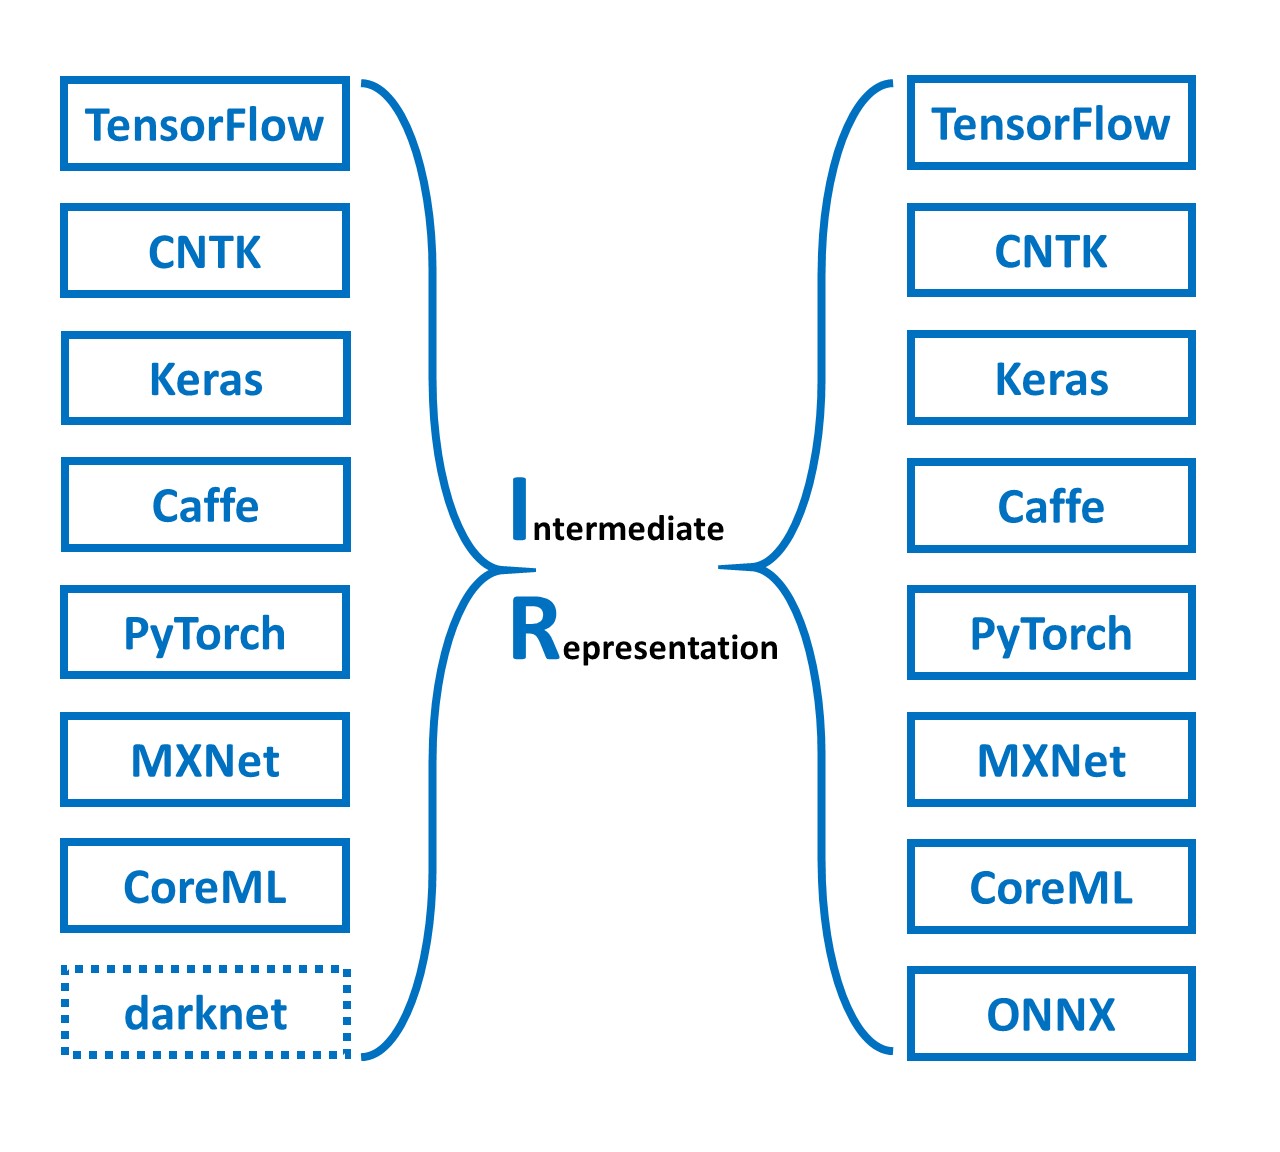 TensorFlow
CNTK
Keras
Caffe
PyTorch
MXNet
CoreML
darknet
Intermediate
Representation
TensorFlow
CNTK
Keras
Caffe
PyTorch
MXNet
CoreML
ONNX